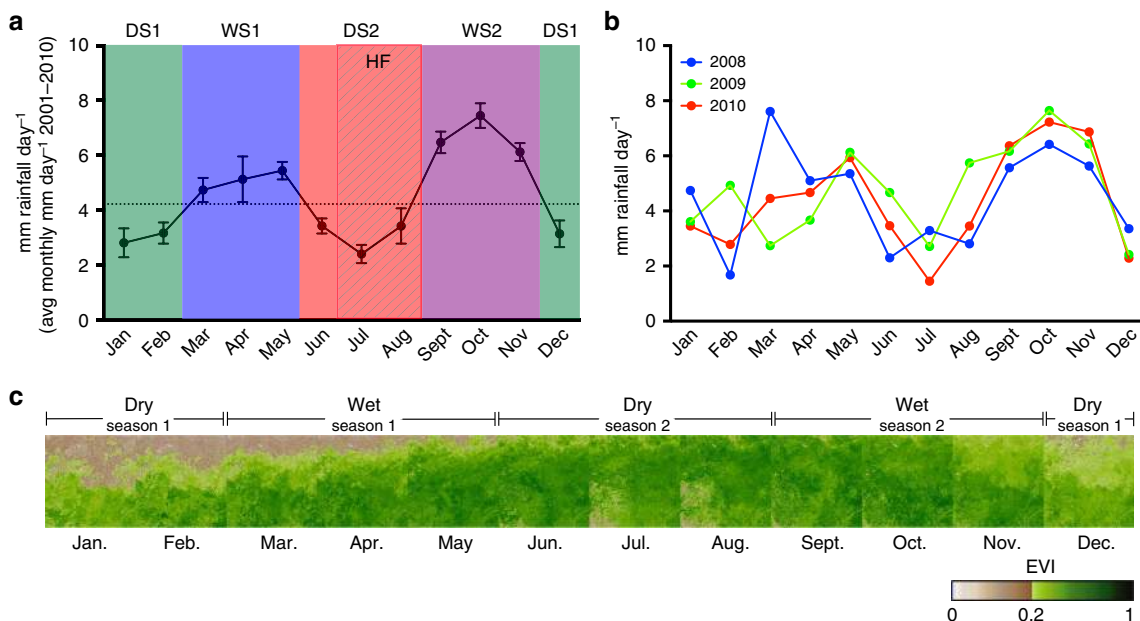 a
DS1 WS1 DS2 WS2 DS1
HF
mm rainfall day⁻¹
(avg monthly mm day⁻¹ 2001–2010)
10
8
6
4
2
0
Jan Feb Mar Apr May Jun Jul Aug Sept Oct Nov Dec
b
2008
2009
2010
mm rainfall day⁻¹
10
8
6
4
2
0
Jan Feb Mar Apr May Jun Jul Aug Sept Oct Nov Dec
c
Dry Wet Dry Wet Dry
season 1 season 1 season 2 season 2 season 1
Jan. Feb. Mar. Apr. May Jun. Jul. Aug. Sept. Oct. Nov. Dec.
EVI
0 0.2 1